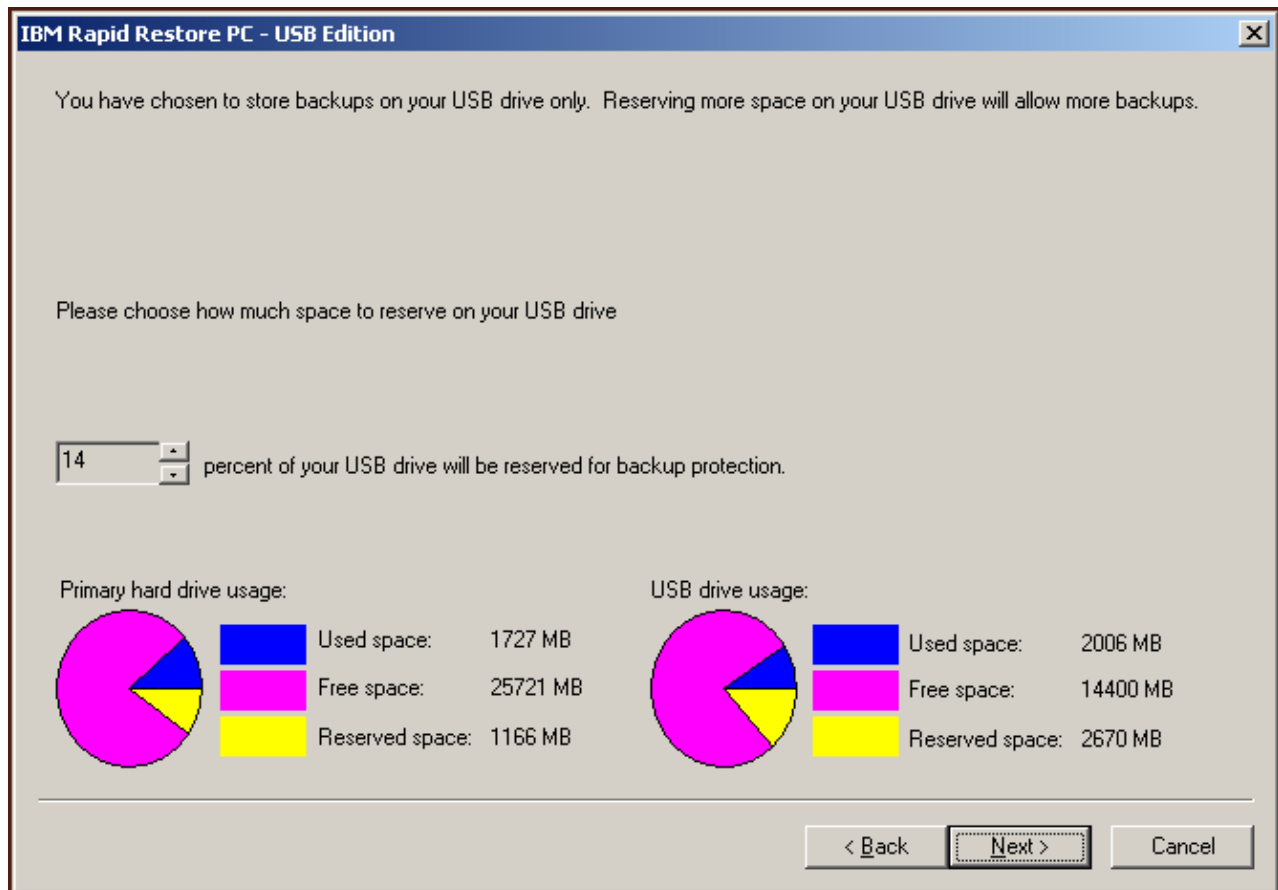 IBM Rapid Restore PC - USB Edition
You have chosen to store backups on your USB drive only.  Reserving more space on your USB drive will allow more backups.
Please choose how much space to reserve on your USB drive
14 percent of your USB drive will be reserved for backup protection.
Primary hard drive usage:
Used space: 1727 MB
Free space: 25721 MB
Reserved space: 1166 MB
USB drive usage:
Used space: 2006 MB
Free space: 14400 MB
Reserved space: 2670 MB
< Back Next > Cancel